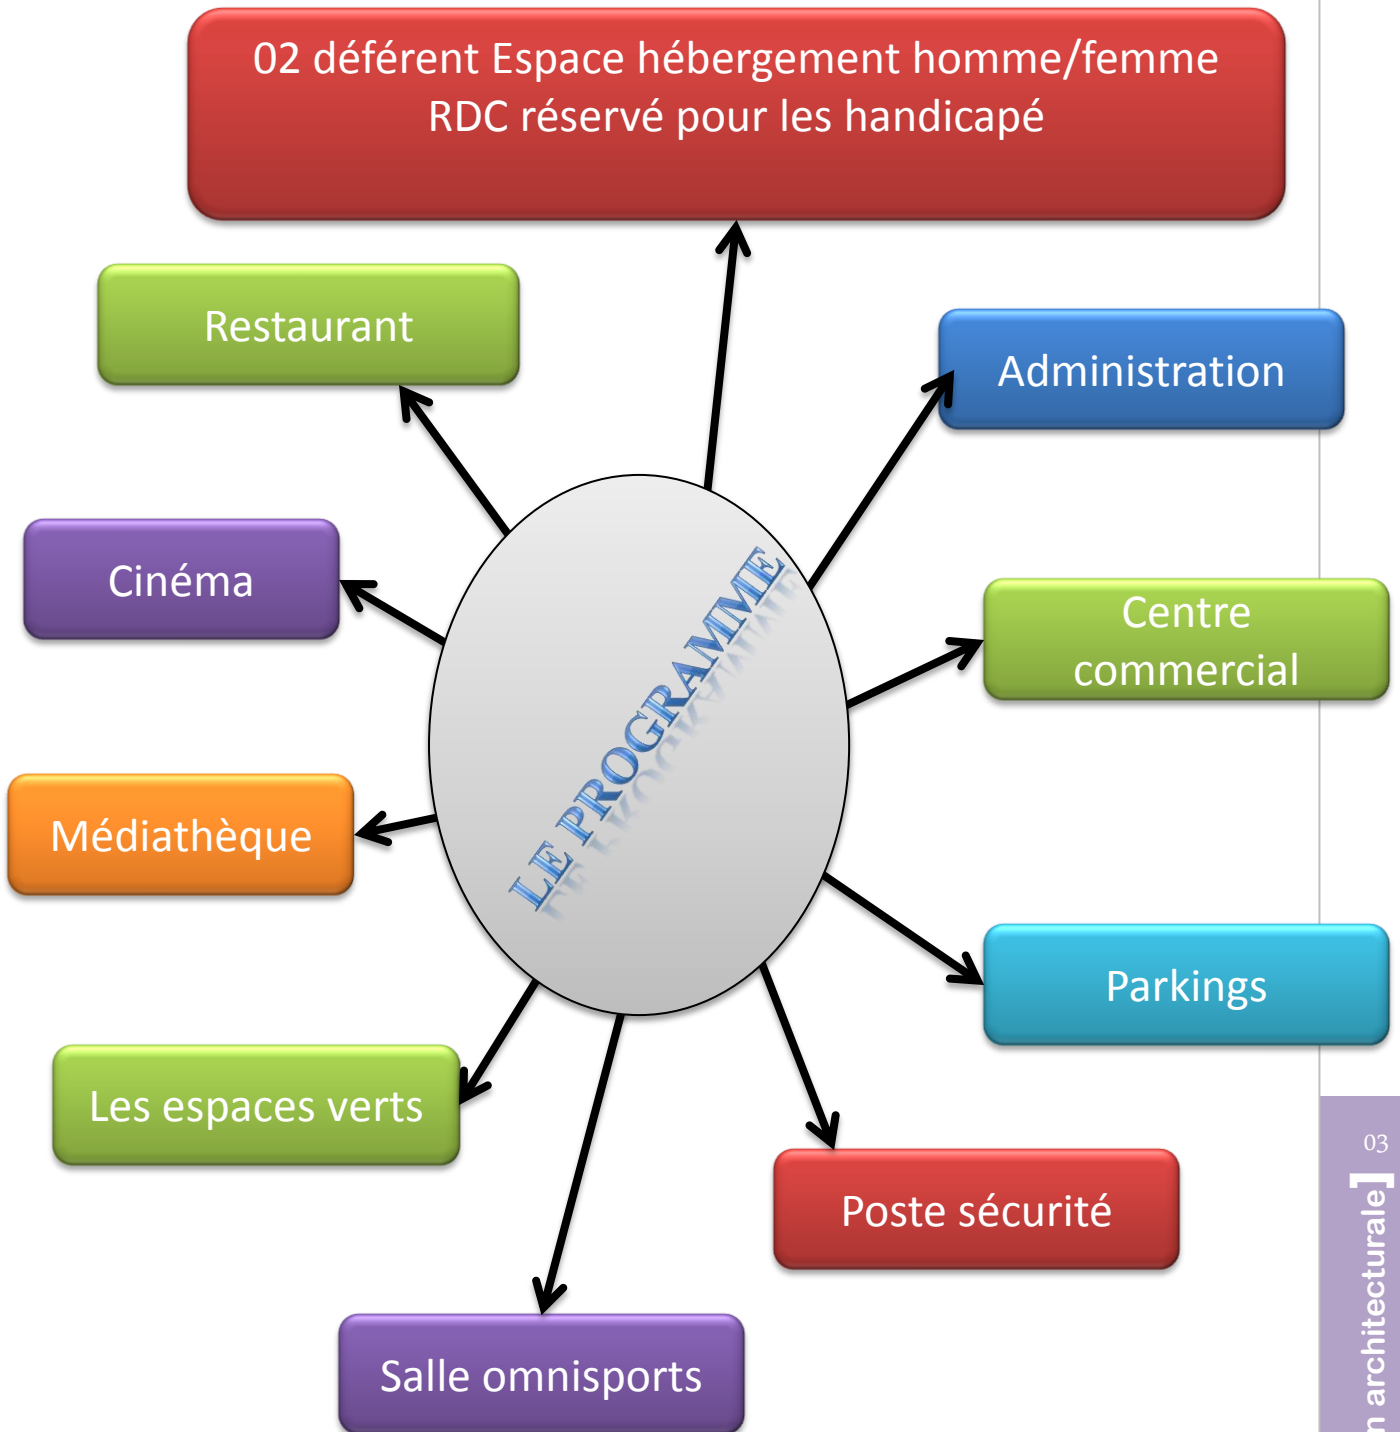 02 déférent Espace hébergement homme/femme
RDC réservé pour les handicapé
Restaurant
Administration
Cinéma
Centre
commercial
LE PROGRAMME
Médiathèque
Parkings
Les espaces verts
Poste sécurité
Salle omnisports
03
architecturale]